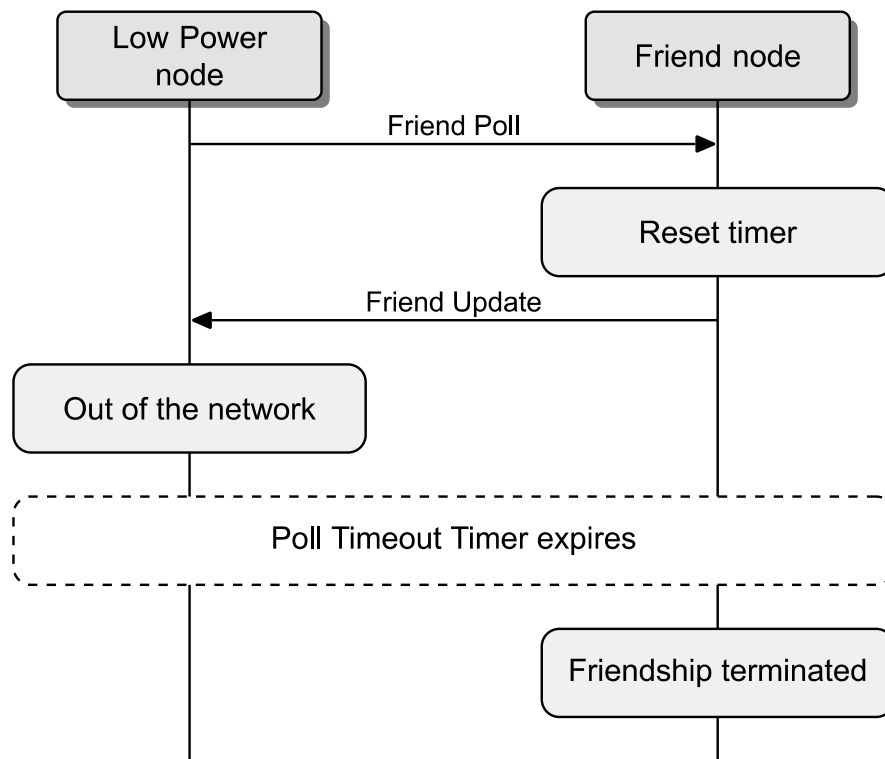 Low Power
node
Friend node
Friend Poll
Reset timer
Friend Update
Out of the network
Poll Timeout Timer expires
Friendship terminated